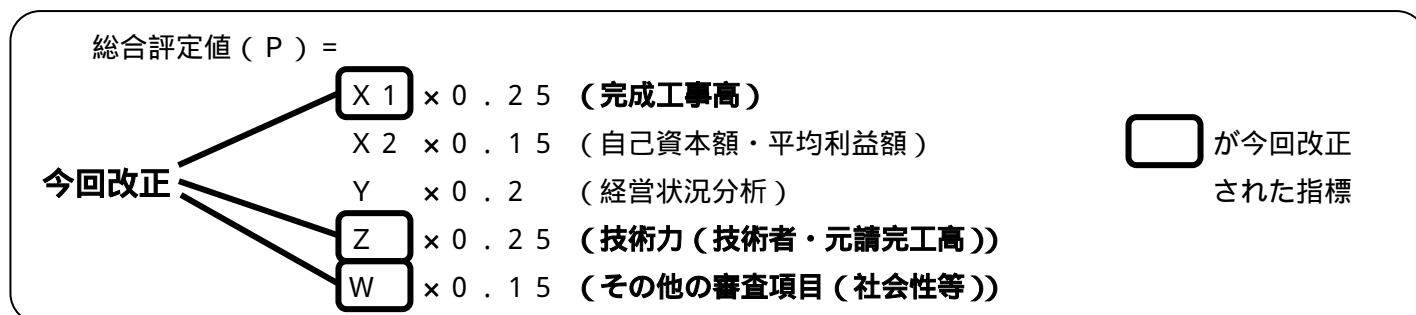 総合評定値（Ｐ）＝
Ｘ１ ×０．２５ （完成工事高）
Ｘ２ ×０．１５ （自己資本額・平均利益額）
が今回改正
今回改正
Ｙ ×０．２ （経営状況分析）
された指標
Ｚ ×０．２５ （技術力（技術者・元請完工高））
Ｗ ×０．１５ （その他の審査項目（社会性等））